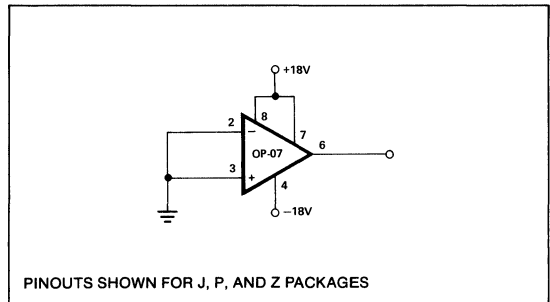 +18V
8
2
−
7
OP-07
6
3
+
4
−18V
PINOUTS SHOWN FOR J, P, AND Z PACKAGES